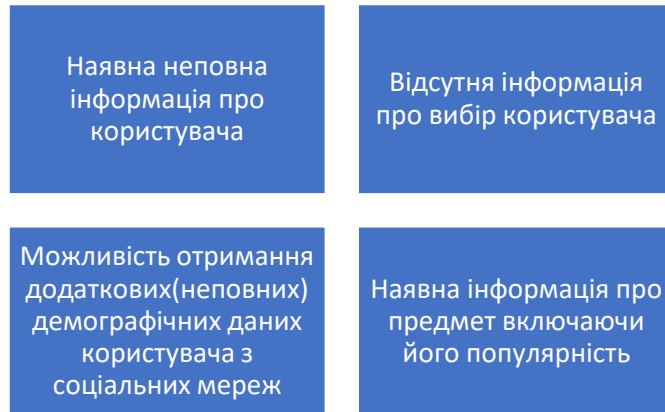 Наявна неповна
інформація про
користувача
Відсутня інформація
про вибір користувача
Можливість отримання
додаткових(неповних)
демографічних даних
користувача з
соціальних мереж
Наявна інформація про
предмет включаючи
його популярність